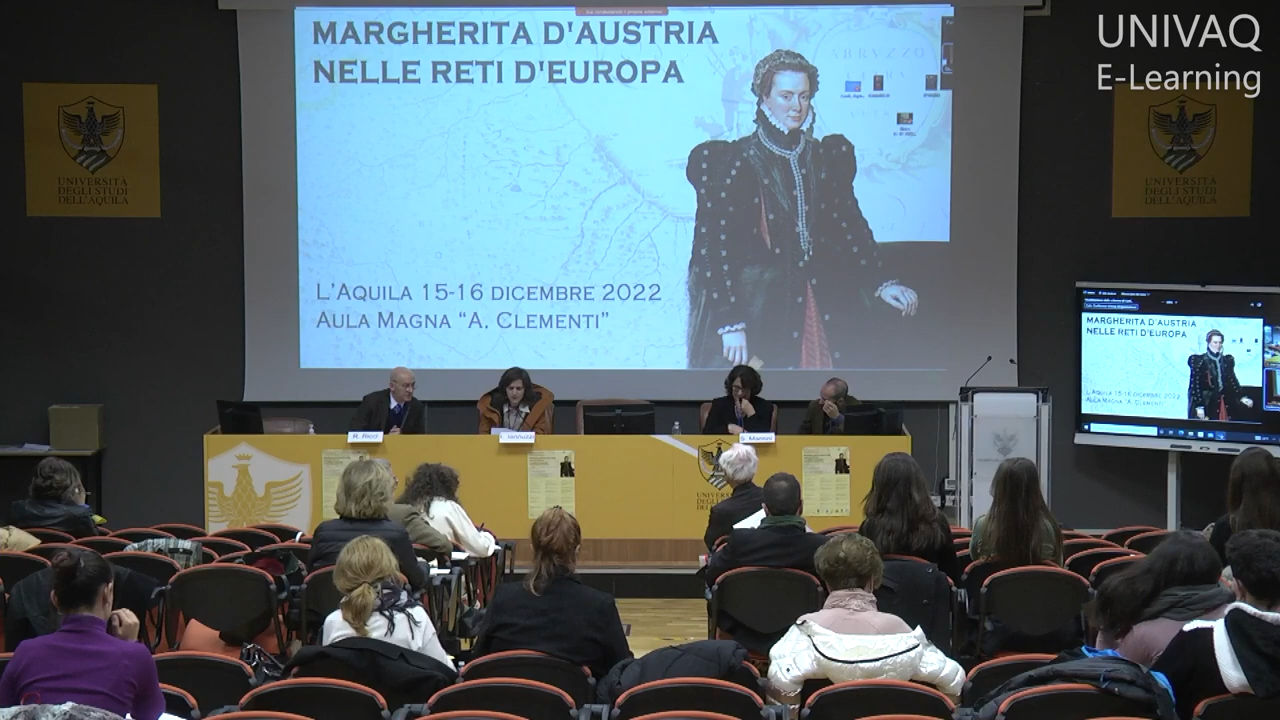 MARGHERITA D'AUSTRIA
NELLE RETI D'EUROPA
L'AQUILA 15-16 DICEMBRE 2022
AULA MAGNA "A. CLEMENTI"
UNIVAQ
E-Learning
UNIVERSITÀ
DEGLI STUDI
DELL'AQUILA
UNIVERSITÀ
DEGLI STUDI
DELL'AQUILA
ABRUZZO
MARGHERITA D'AUSTRIA
NELLE RETI D'EUROPA
L'AQUILA 15-16 DICEMBRE 2022
AULA MAGNA "A. CLEMENTI"
R. Ricci
S. Mantini